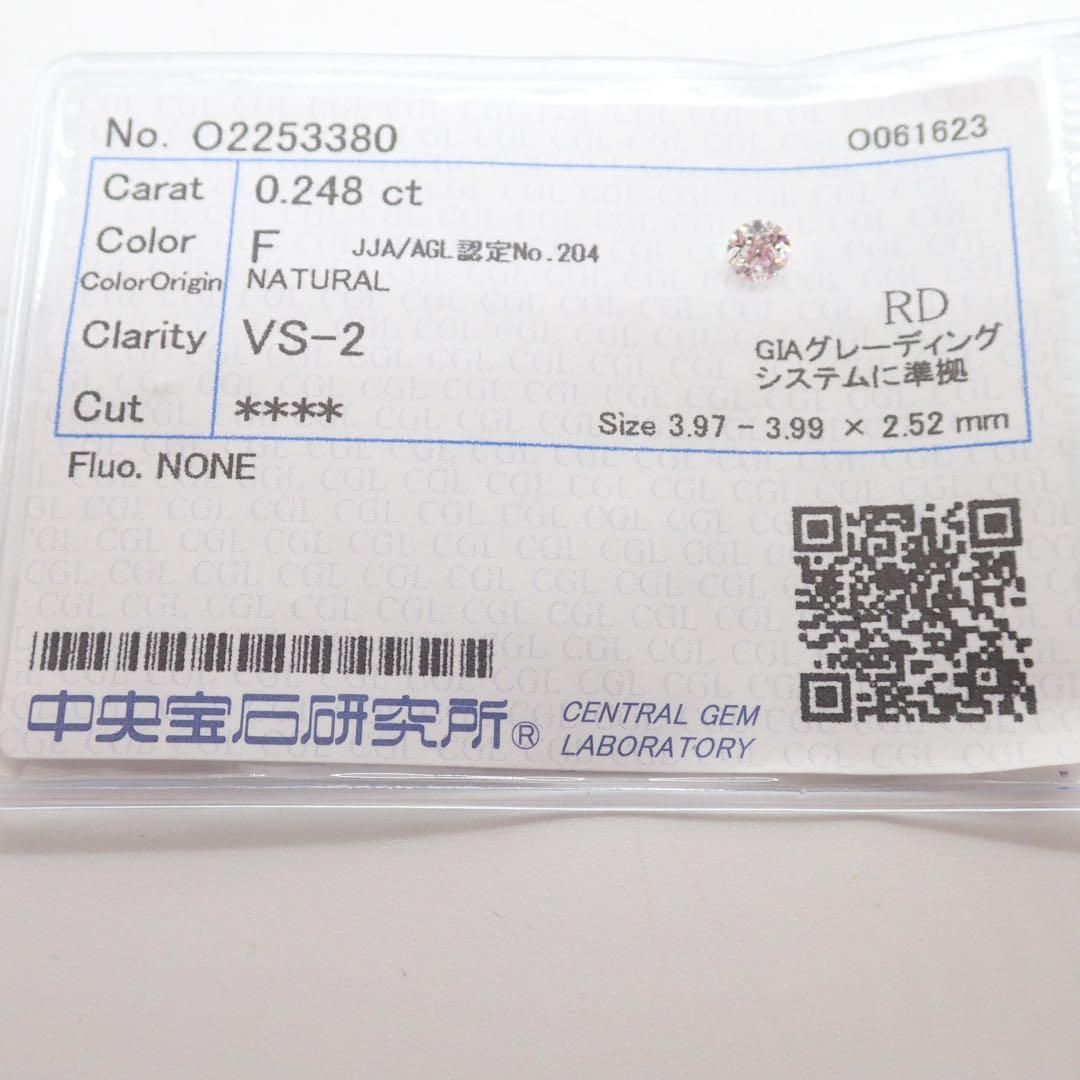 No. O2253380
O061623
Carat 0.248 ct
Color F JJA/AGL認定No.204
ColorOrigin NATURAL
Clarity VS-2
RD
GIAグレーディング
システムに準拠
Cut ****
Size 3.97 - 3.99 × 2.52 mm
Fluo. NONE
中央宝石研究所® CENTRAL GEM
LABORATORY